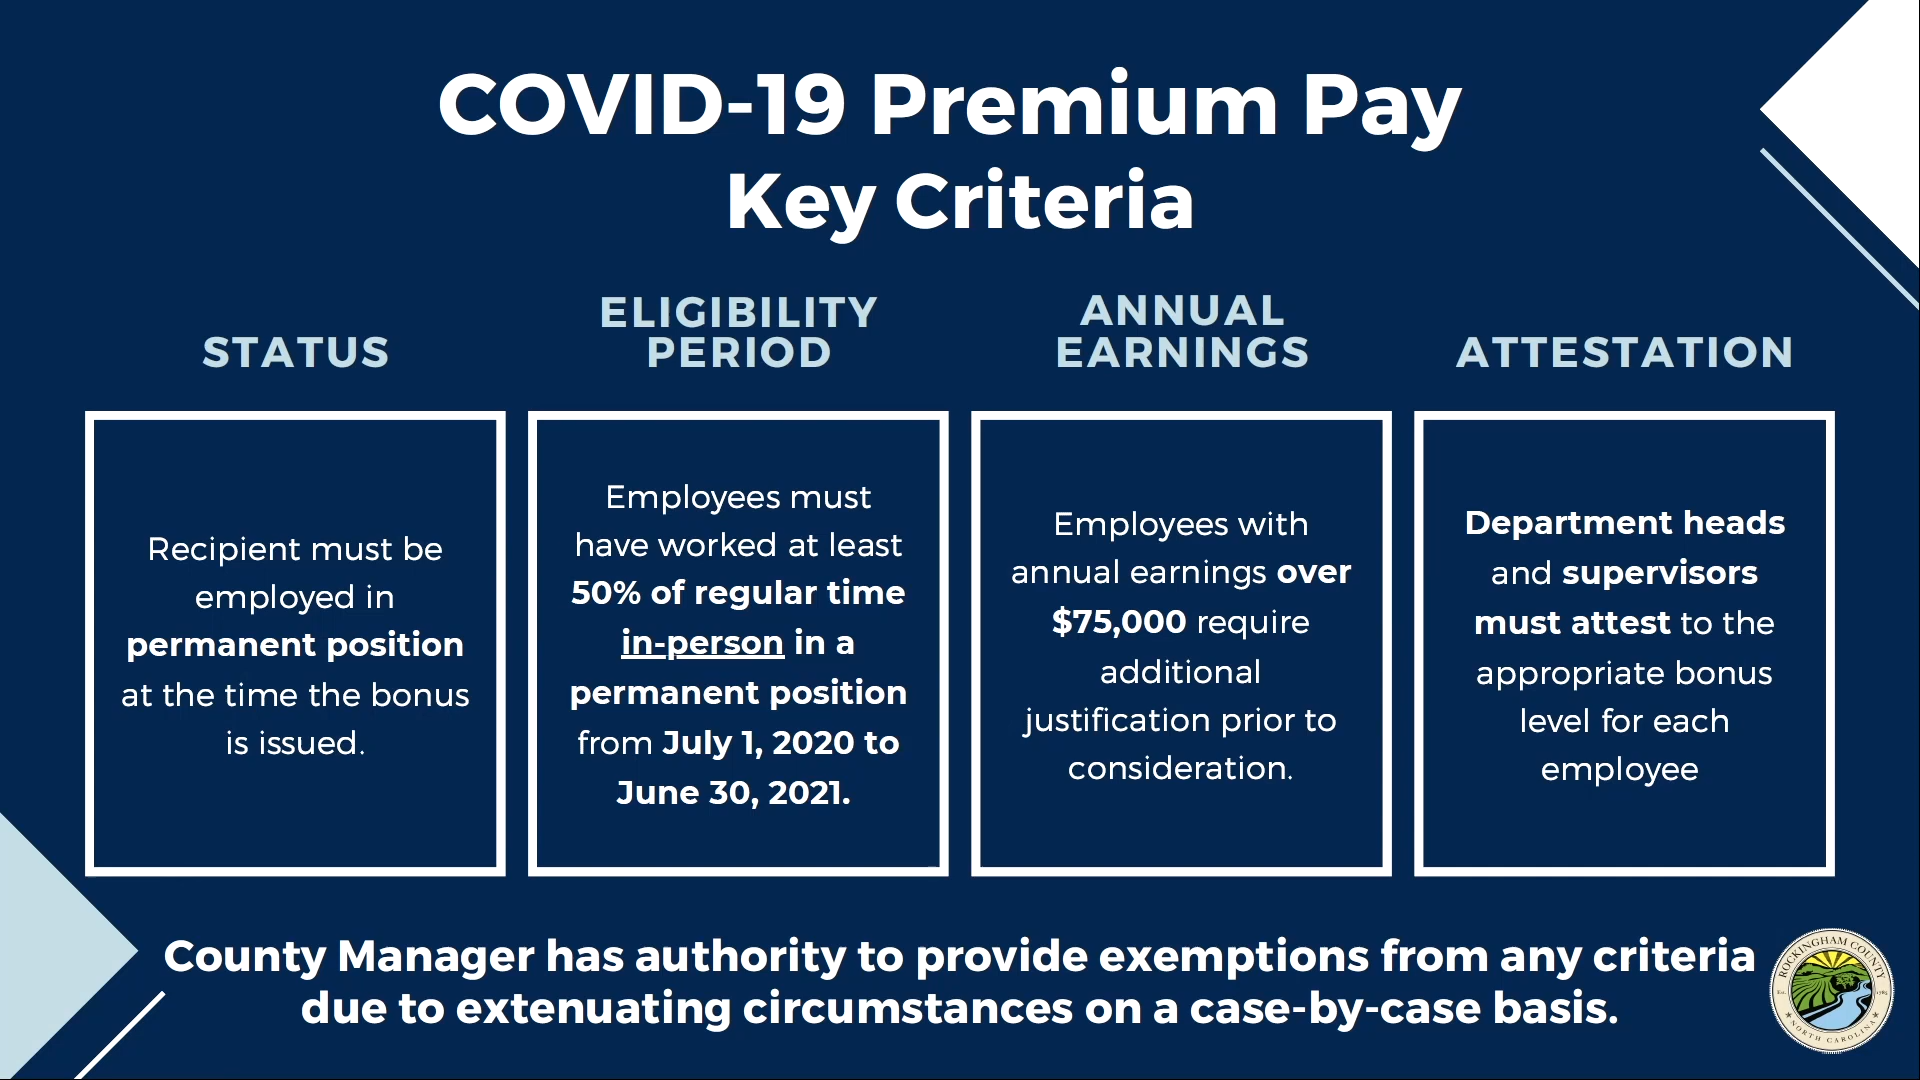 COVID-19 Premium Pay
Key Criteria
STATUS
Recipient must be
employed in
permanent position
at the time the bonus
is issued.
ELIGIBILITY
PERIOD
Employees must
have worked at least
50% of regular time
in-person in a
permanent position
from July 1, 2020 to
June 30, 2021.
ANNUAL
EARNINGS
Employees with
annual earnings over
$75,000 require
additional
justification prior to
consideration.
ATTESTATION
Department heads
and supervisors
must attest to the
appropriate bonus
level for each
employee
County Manager has authority to provide exemptions from any criteria
due to extenuating circumstances on a case-by-case basis.
ROCKINGHAM COUNTY
Est. 1785
NORTH CAROLINA